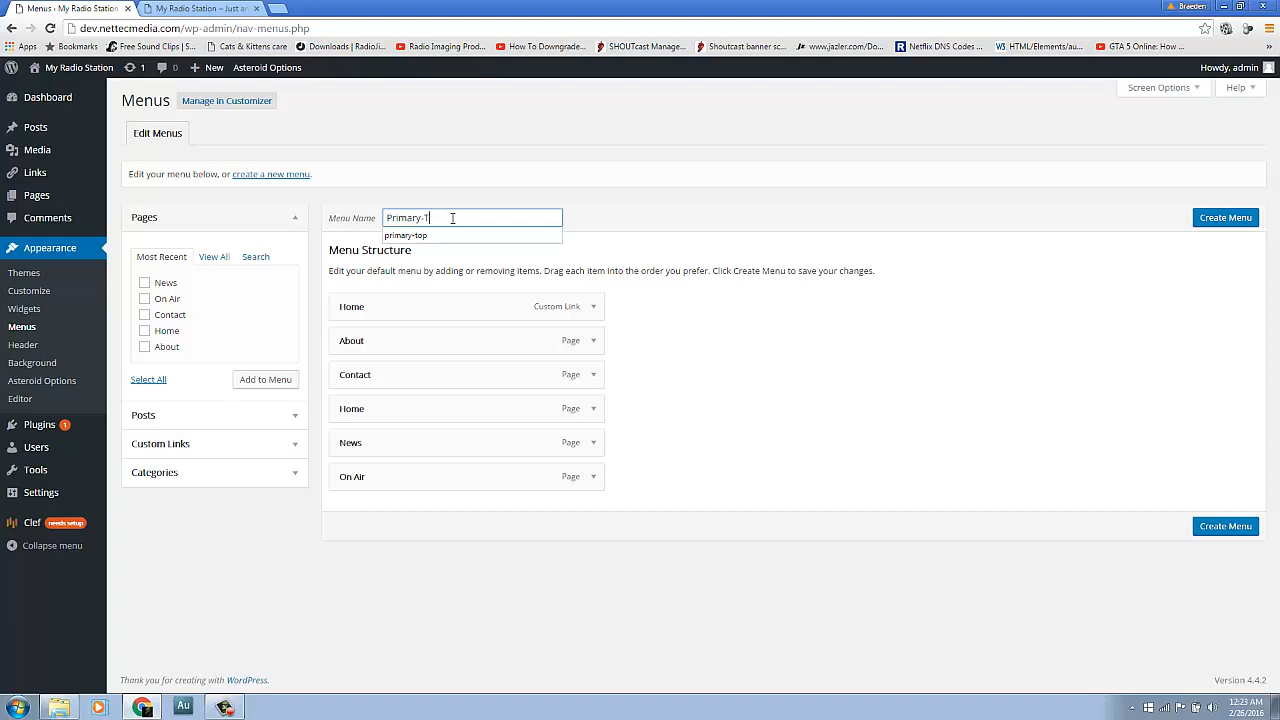 Menus ‹ My Radio Station —
My Radio Station – Just an
Braeden
dev.nettecmedia.com/wp-admin/nav-menus.php
Apps
Bookmarks
Free Sound Clips | S...
Cats & Kittens care
Downloads | RadioJi...
Radio Imaging Prod...
How To Downgrade...
SHOUTcast Manage...
Shoutcast banner sc...
www.jazler.com/Do...
Netflix DNS Codes ...
HTML/Elements/au...
GTA 5 Online: How ...
»
My Radio Station
1
0
New
Asteroid Options
Howdy, admin
Dashboard
Posts
Media
Links
Pages
Comments
Appearance
Themes
Customize
Widgets
Menus
Header
Background
Asteroid Options
Editor
Plugins 1
Users
Tools
Settings
Clef needs setup
Collapse menu
Menus
Manage in Customizer
Screen Options
Help
Edit Menus
Edit your menu below, or create a new menu.
Pages
Most Recent
View All
Search
News
On Air
Contact
Home
About
Select All
Add to Menu
Posts
Custom Links
Categories
Menu Name
Primary-T
primary-top
Create Menu
Menu Structure
Edit your default menu by adding or removing items. Drag each item into the order you prefer. Click Create Menu to save your changes.
Home Custom Link
About Page
Contact Page
Home Page
News Page
On Air Page
Create Menu
Thank you for creating with WordPress.
Version 4.4.2
Au
12:23 AM
2/26/2016